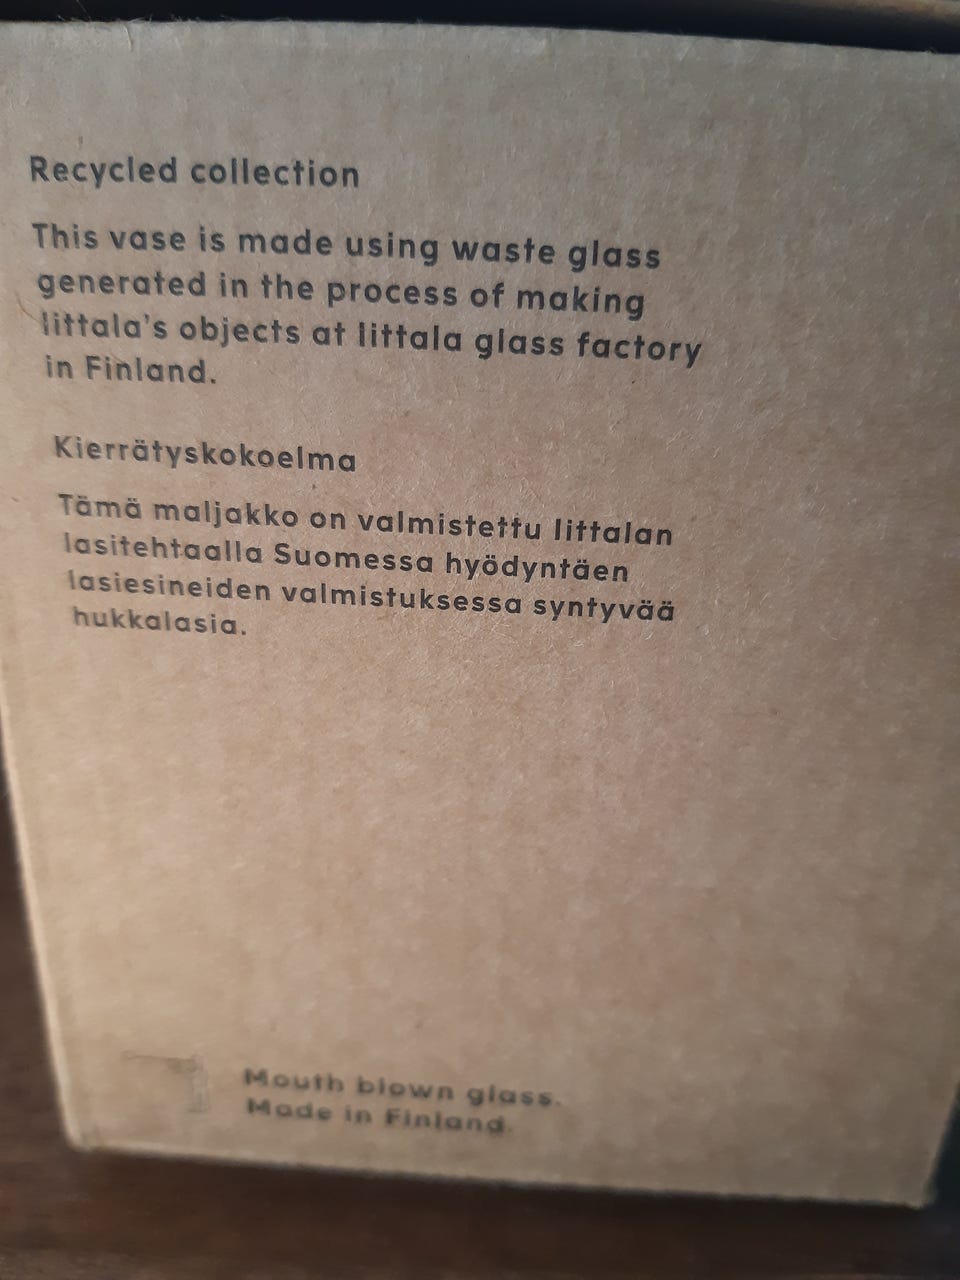 Recycled collection
This vase is made using waste glass
generated in the process of making
Iittala's objects at Iittala glass factory
in Finland.
Kierrätyskokoelma
Tämä maljakko on valmistettu Iittalan
lasitehtaalla Suomessa hyödyntäen
lasiesineiden valmistuksessa syntyvää
hukkalasia.
Mouth blown glass.
Made in Finland.